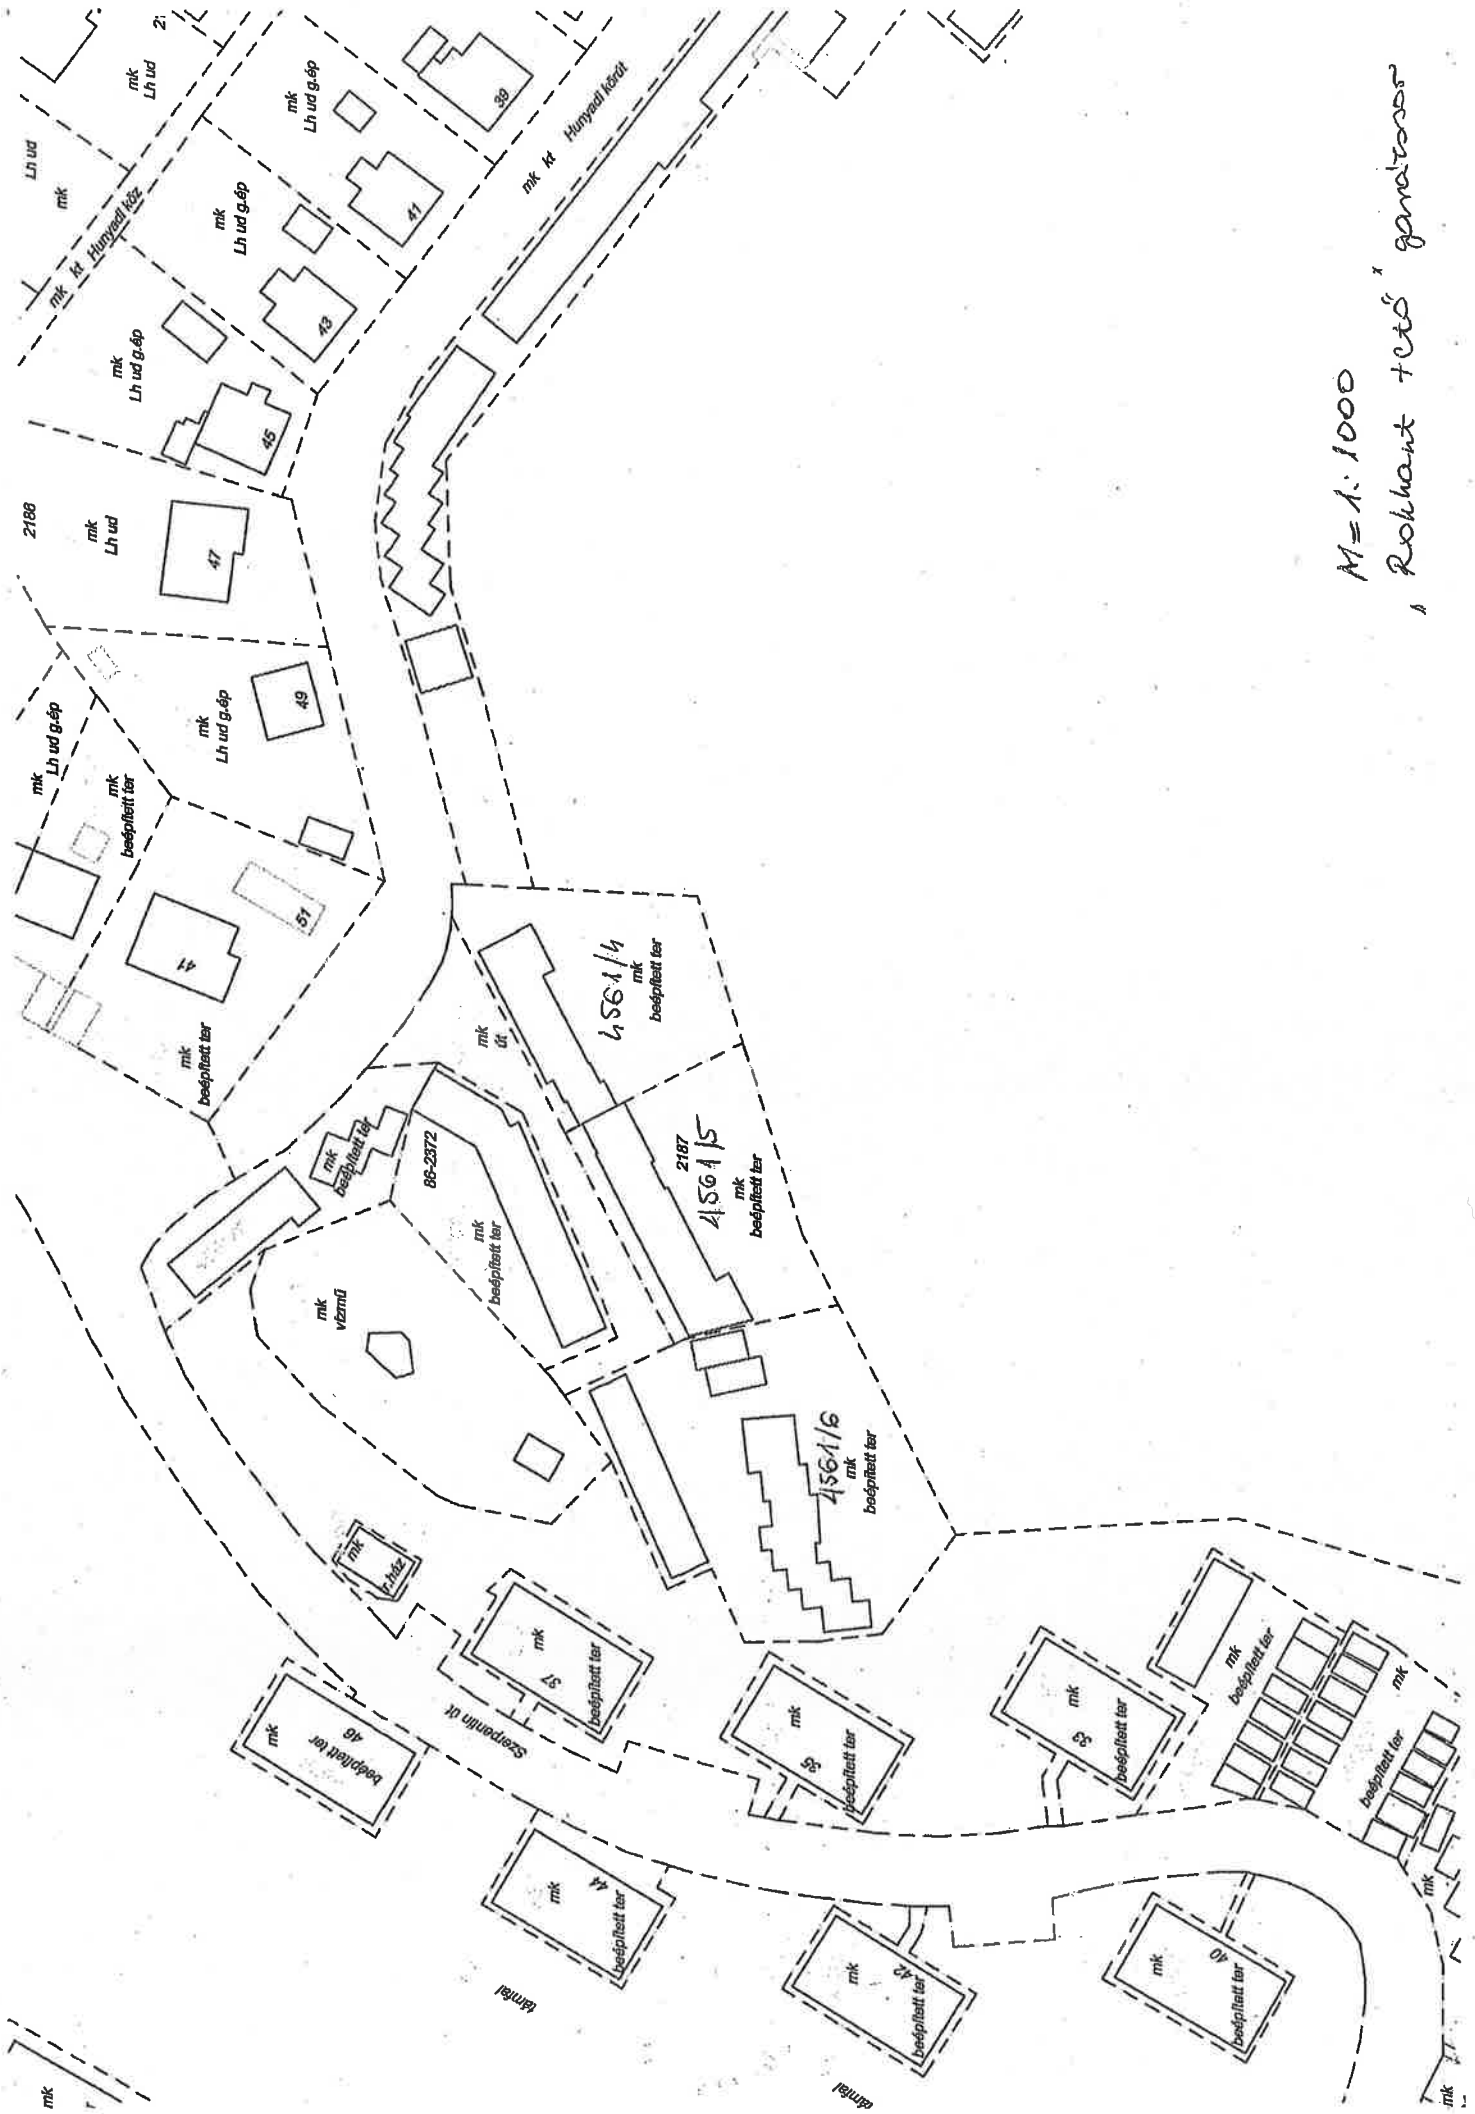 Lh ud
mk
mk
Lh ud
mk
Lh ud g.ép
39
mk kt Hunyadi köz
mk
Lh ud g.ép
41
mk kt Hunyadi körút
mk
Lh ud g.ép
43
45
2188
mk
Lh ud
47
mk
Lh ud g.ép
mk
Lh ud g.ép
49
mk
beépített ter
51
41
mk
beépített ter
mk
út
4561/4
mk
beépített ter
mk
beépített ter
86-2372
mk
beépített ter
2187
4561/5
mk
beépített ter
mk
vízmű
4561/6
mk
beépített ter
mk
r.ház
mk
37
beépített ter
mk
46
beépített ter
Szerpentin út
mk
35
beépített ter
mk
33
beépített ter
mk
beépített ter
mk
beépített ter
mk
44
beépített ter
mk
42
beépített ter
mk
40
beépített ter
mk
támfal
támfal
mk
mk
M=1:1000
„Rokkant tető" garázssor